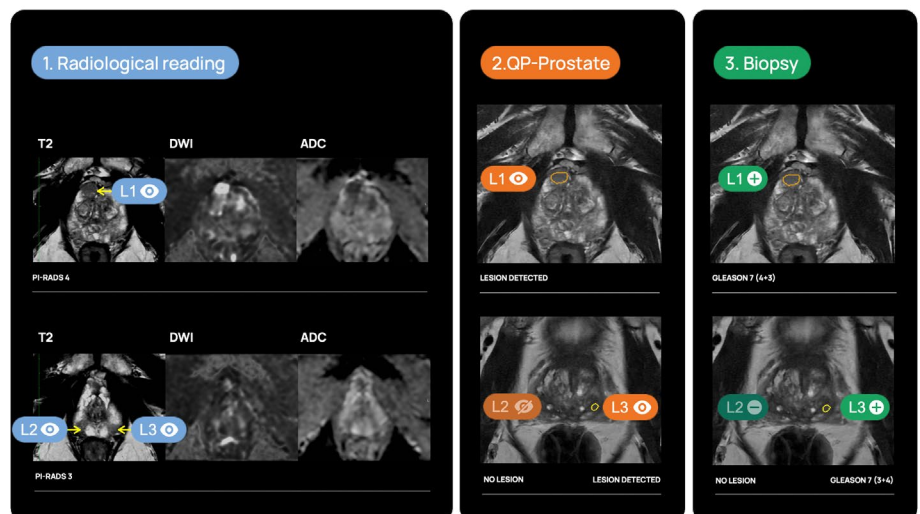 1. Radiological reading
T2 DWI ADC
L1
PI-RADS 4
T2 DWI ADC
L2 L3
PI-RADS 3
2.QP-Prostate
L1
LESION DETECTED
L2 L3
NO LESION LESION DETECTED
3. Biopsy
L1
GLEASON 7 (4+3)
L2 L3
NO LESION GLEASON 7 (3+4)